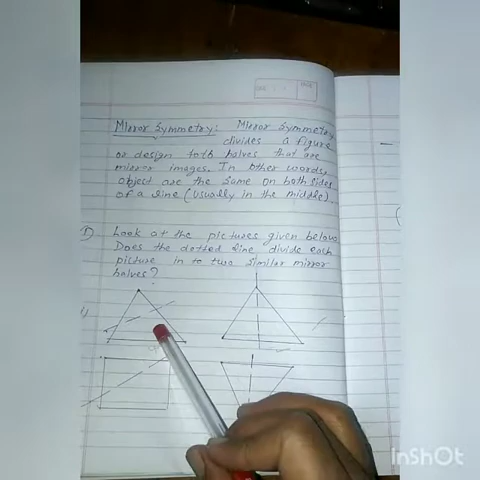 Mirror Symmetry: Mirror Symmetry
divides a figure
or design into halves that are
mirror images. In other words,
object are the same on both sides
of a line (usually in the middle)
1) Look at the pictures given below
Does the dotted line divide each
picture in to two similar mirror
halves?
InShOt